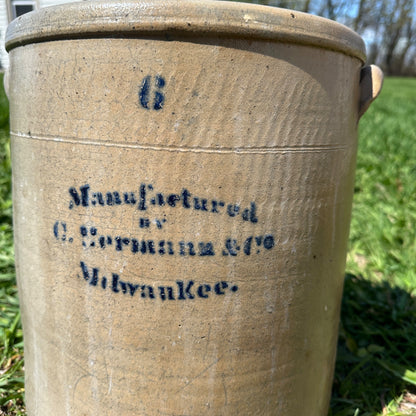 6
Manufactured
BY
C. Hermann & Co
Milwaukee.